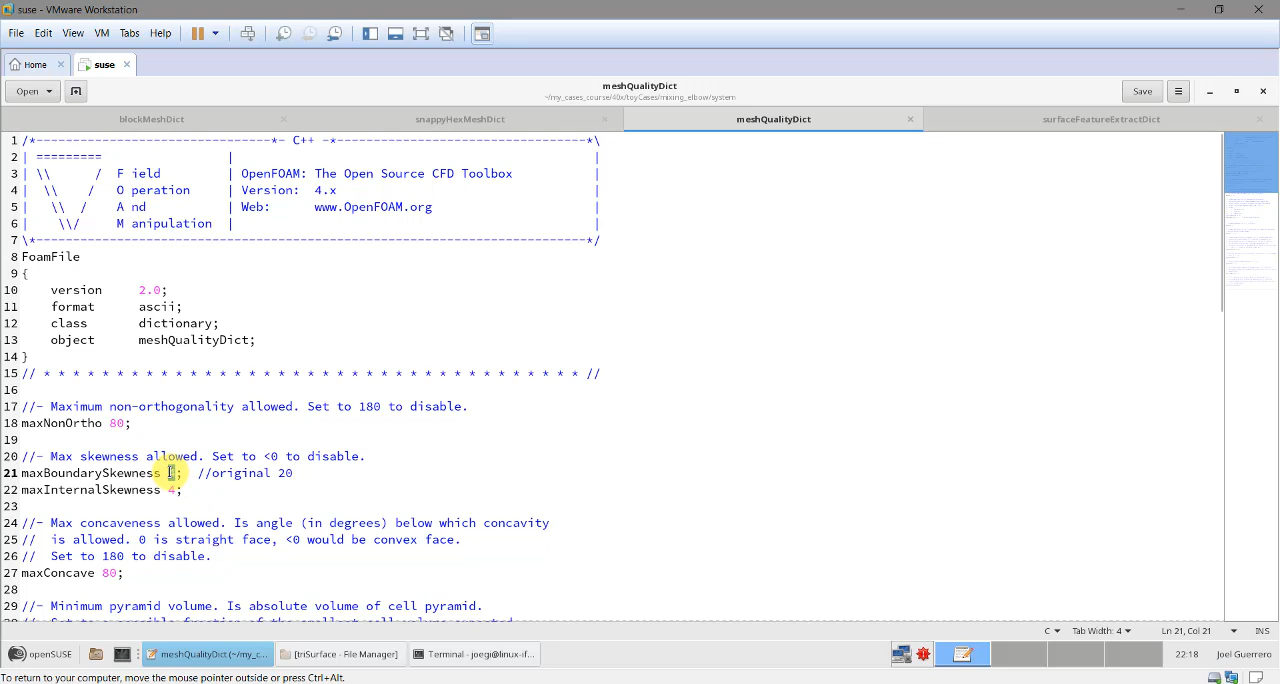 suse - VMware Workstation
File Edit View VM Tabs Help
Home suse
Open meshQualityDict Save
~/my_cases_course/40x/toyCases/mixing_elbow/system
blockMeshDict snappyHexMeshDict meshQualityDict surfaceFeatureExtractDict
1 /*--------------------------------*- C++ -*----------------------------------*\
2 | ========= | |
3 | \\ / F ield | OpenFOAM: The Open Source CFD Toolbox |
4 | \\ / O peration | Version: 4.x |
5 | \\ / A nd | Web: www.OpenFOAM.org |
6 | \\/ M anipulation | |
7 \*---------------------------------------------------------------------------*/
8 FoamFile
9 {
10 version 2.0;
11 format ascii;
12 class dictionary;
13 object meshQualityDict;
14 }
15 // * * * * * * * * * * * * * * * * * * * * * * * * * * * * * * * * * * * * * //
16
17 //- Maximum non-orthogonality allowed. Set to 180 to disable.
18 maxNonOrtho 80;
19
20 //- Max skewness allowed. Set to <0 to disable.
21 maxBoundarySkewness ; //original 20
22 maxInternalSkewness 4;
23
24 //- Max concaveness allowed. Is angle (in degrees) below which concavity
25 // is allowed. 0 is straight face, <0 would be convex face.
26 // Set to 180 to disable.
27 maxConcave 80;
28
29 //- Minimum pyramid volume. Is absolute volume of cell pyramid.
C Tab Width: 4 Ln 21, Col 21 INS
openSUSE meshQualityDict (~/my_c... [triSurface - File Manager] Terminal - joegi@linux-if... 22:18 Joel Guerrero
To return to your computer, move the mouse pointer outside or press Ctrl+Alt.